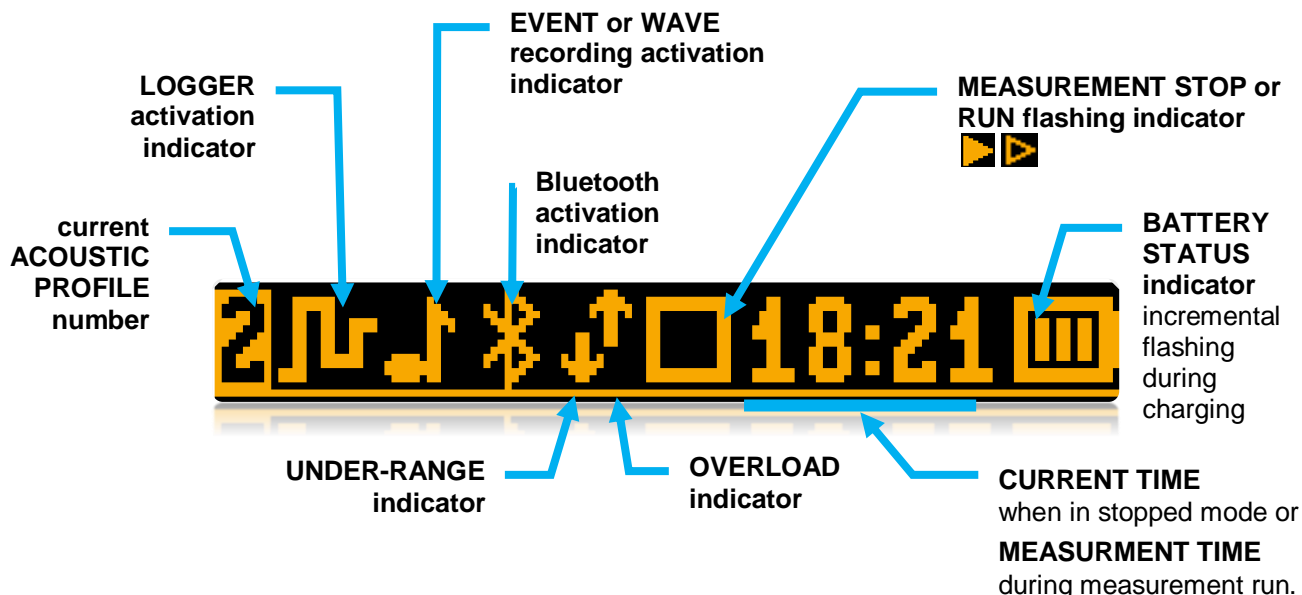 EVENT or WAVE
recording activation
indicator
LOGGER
activation
indicator
MEASUREMENT STOP or
RUN flashing indicator
Bluetooth
activation
indicator
current
ACOUSTIC
PROFILE
number
BATTERY
STATUS
indicator
incremental
flashing
during
charging
2 18:21
UNDER-RANGE
indicator
OVERLOAD
indicator
CURRENT TIME
when in stopped mode or
MEASURMENT TIME
during measurement run.